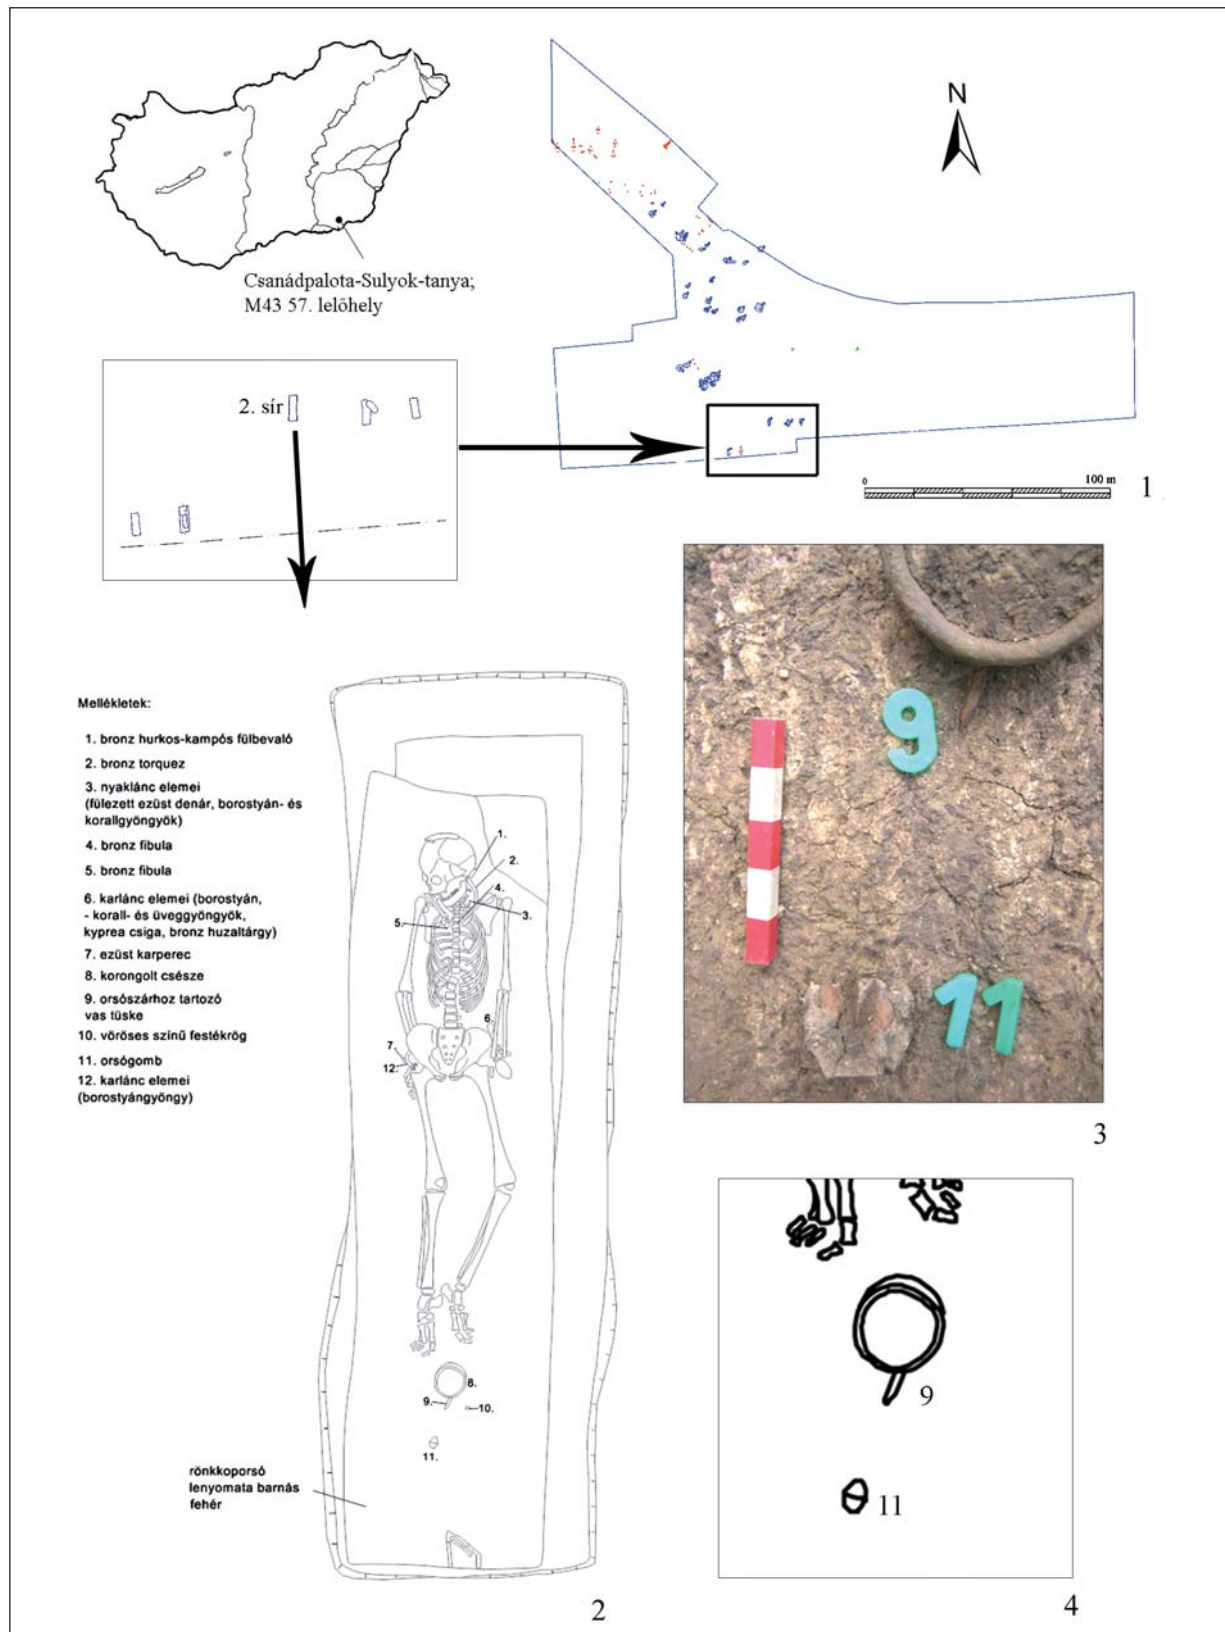 N
Csanádpalota-Sulyok-tanya;
M43 57. lelőhely
2. sír
0 100 m
1
Mellékletek:
1. bronz hurkos-kampós fülbevaló
2. bronz torquez
3. nyaklánc elemei
(fülezett ezüst denár, borostyán- és
korallgyöngyök)
4. bronz fibula
5. bronz fibula
6. karlánc elemei (borostyán,
- korall- és üveggyöngyök,
kyprea csiga, bronz huzaltárgy)
7. ezüst karperec
8. korongolt csésze
9. orsószárhoz tartozó
vas tüske
10. vöröses színű festékrög
11. orsógomb
12. karlánc elemei
(borostyángyöngy)
1.
2.
4.
3.
5.
6.
7.
12.
8.
9.
10.
11.
rönkkoporsó
lenyomata barnás
fehér
2
9
11
3
9
11
4